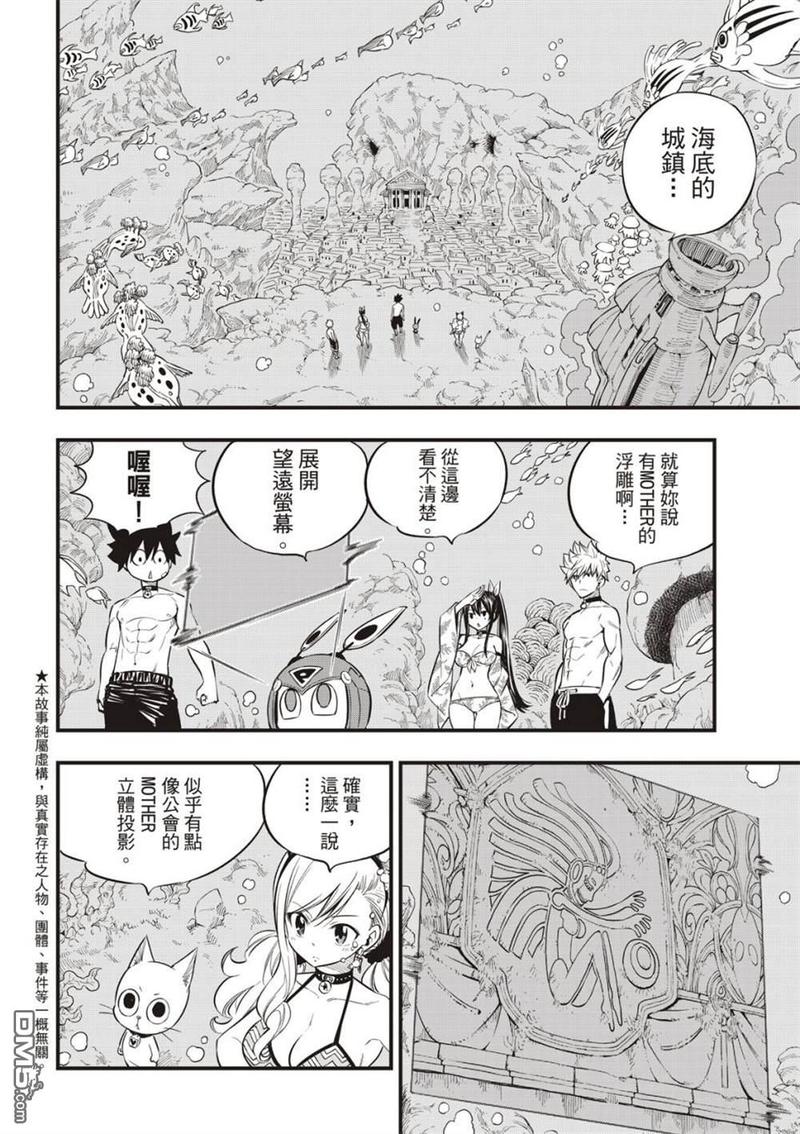 海底的
城鎮…
就算妳說
有MOTHER的
浮雕啊…
從這邊
看不清楚。
展開
望遠螢幕。
喔喔！
確實，
這麼一說
……
似乎有點
像公會的
MOTHER
立體投影。
★本故事純屬虛構，與真實存在之人物、團體、事件等一概無關。
DM5.com